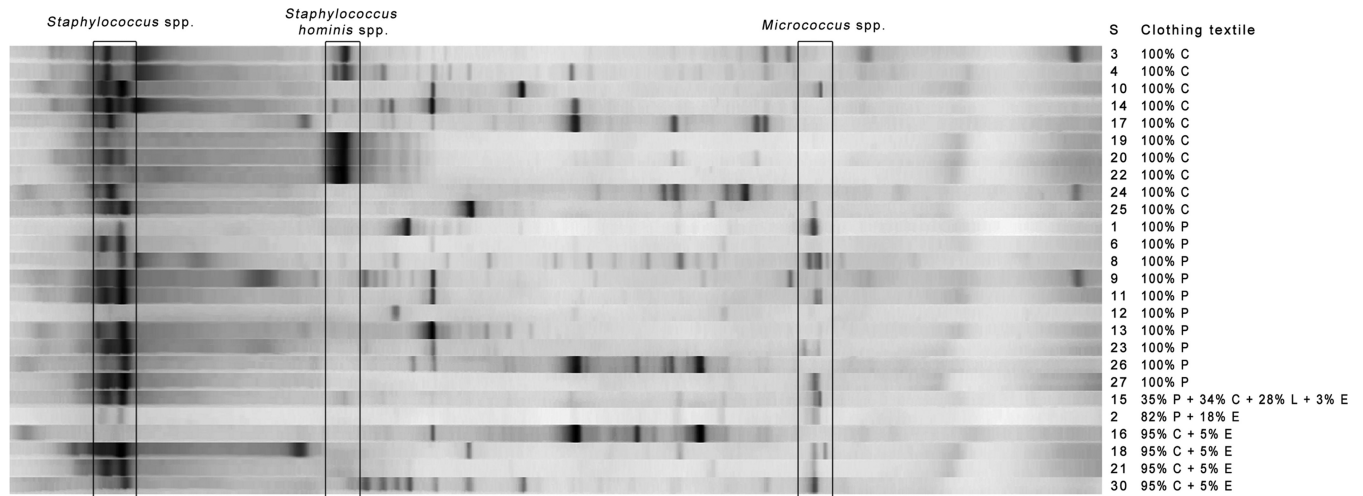 Staphylococcus spp.
Staphylococcus
hominis spp.
Micrococcus spp.
S Clothing textile
3 100% C
4 100% C
10 100% C
14 100% C
17 100% C
19 100% C
20 100% C
22 100% C
24 100% C
25 100% C
1 100% P
6 100% P
8 100% P
9 100% P
11 100% P
12 100% P
13 100% P
23 100% P
26 100% P
27 100% P
15 35% P + 34% C + 28% L + 3% E
2 82% P + 18% E
16 95% C + 5% E
18 95% C + 5% E
21 95% C + 5% E
30 95% C + 5% E